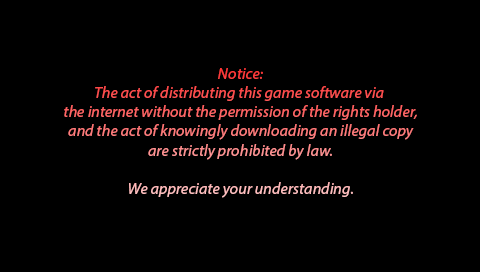 Notice:
The act of distributing this game software via
the internet without the permission of the rights holder,
and the act of knowingly downloading an illegal copy
are strictly prohibited by law.
We appreciate your understanding.